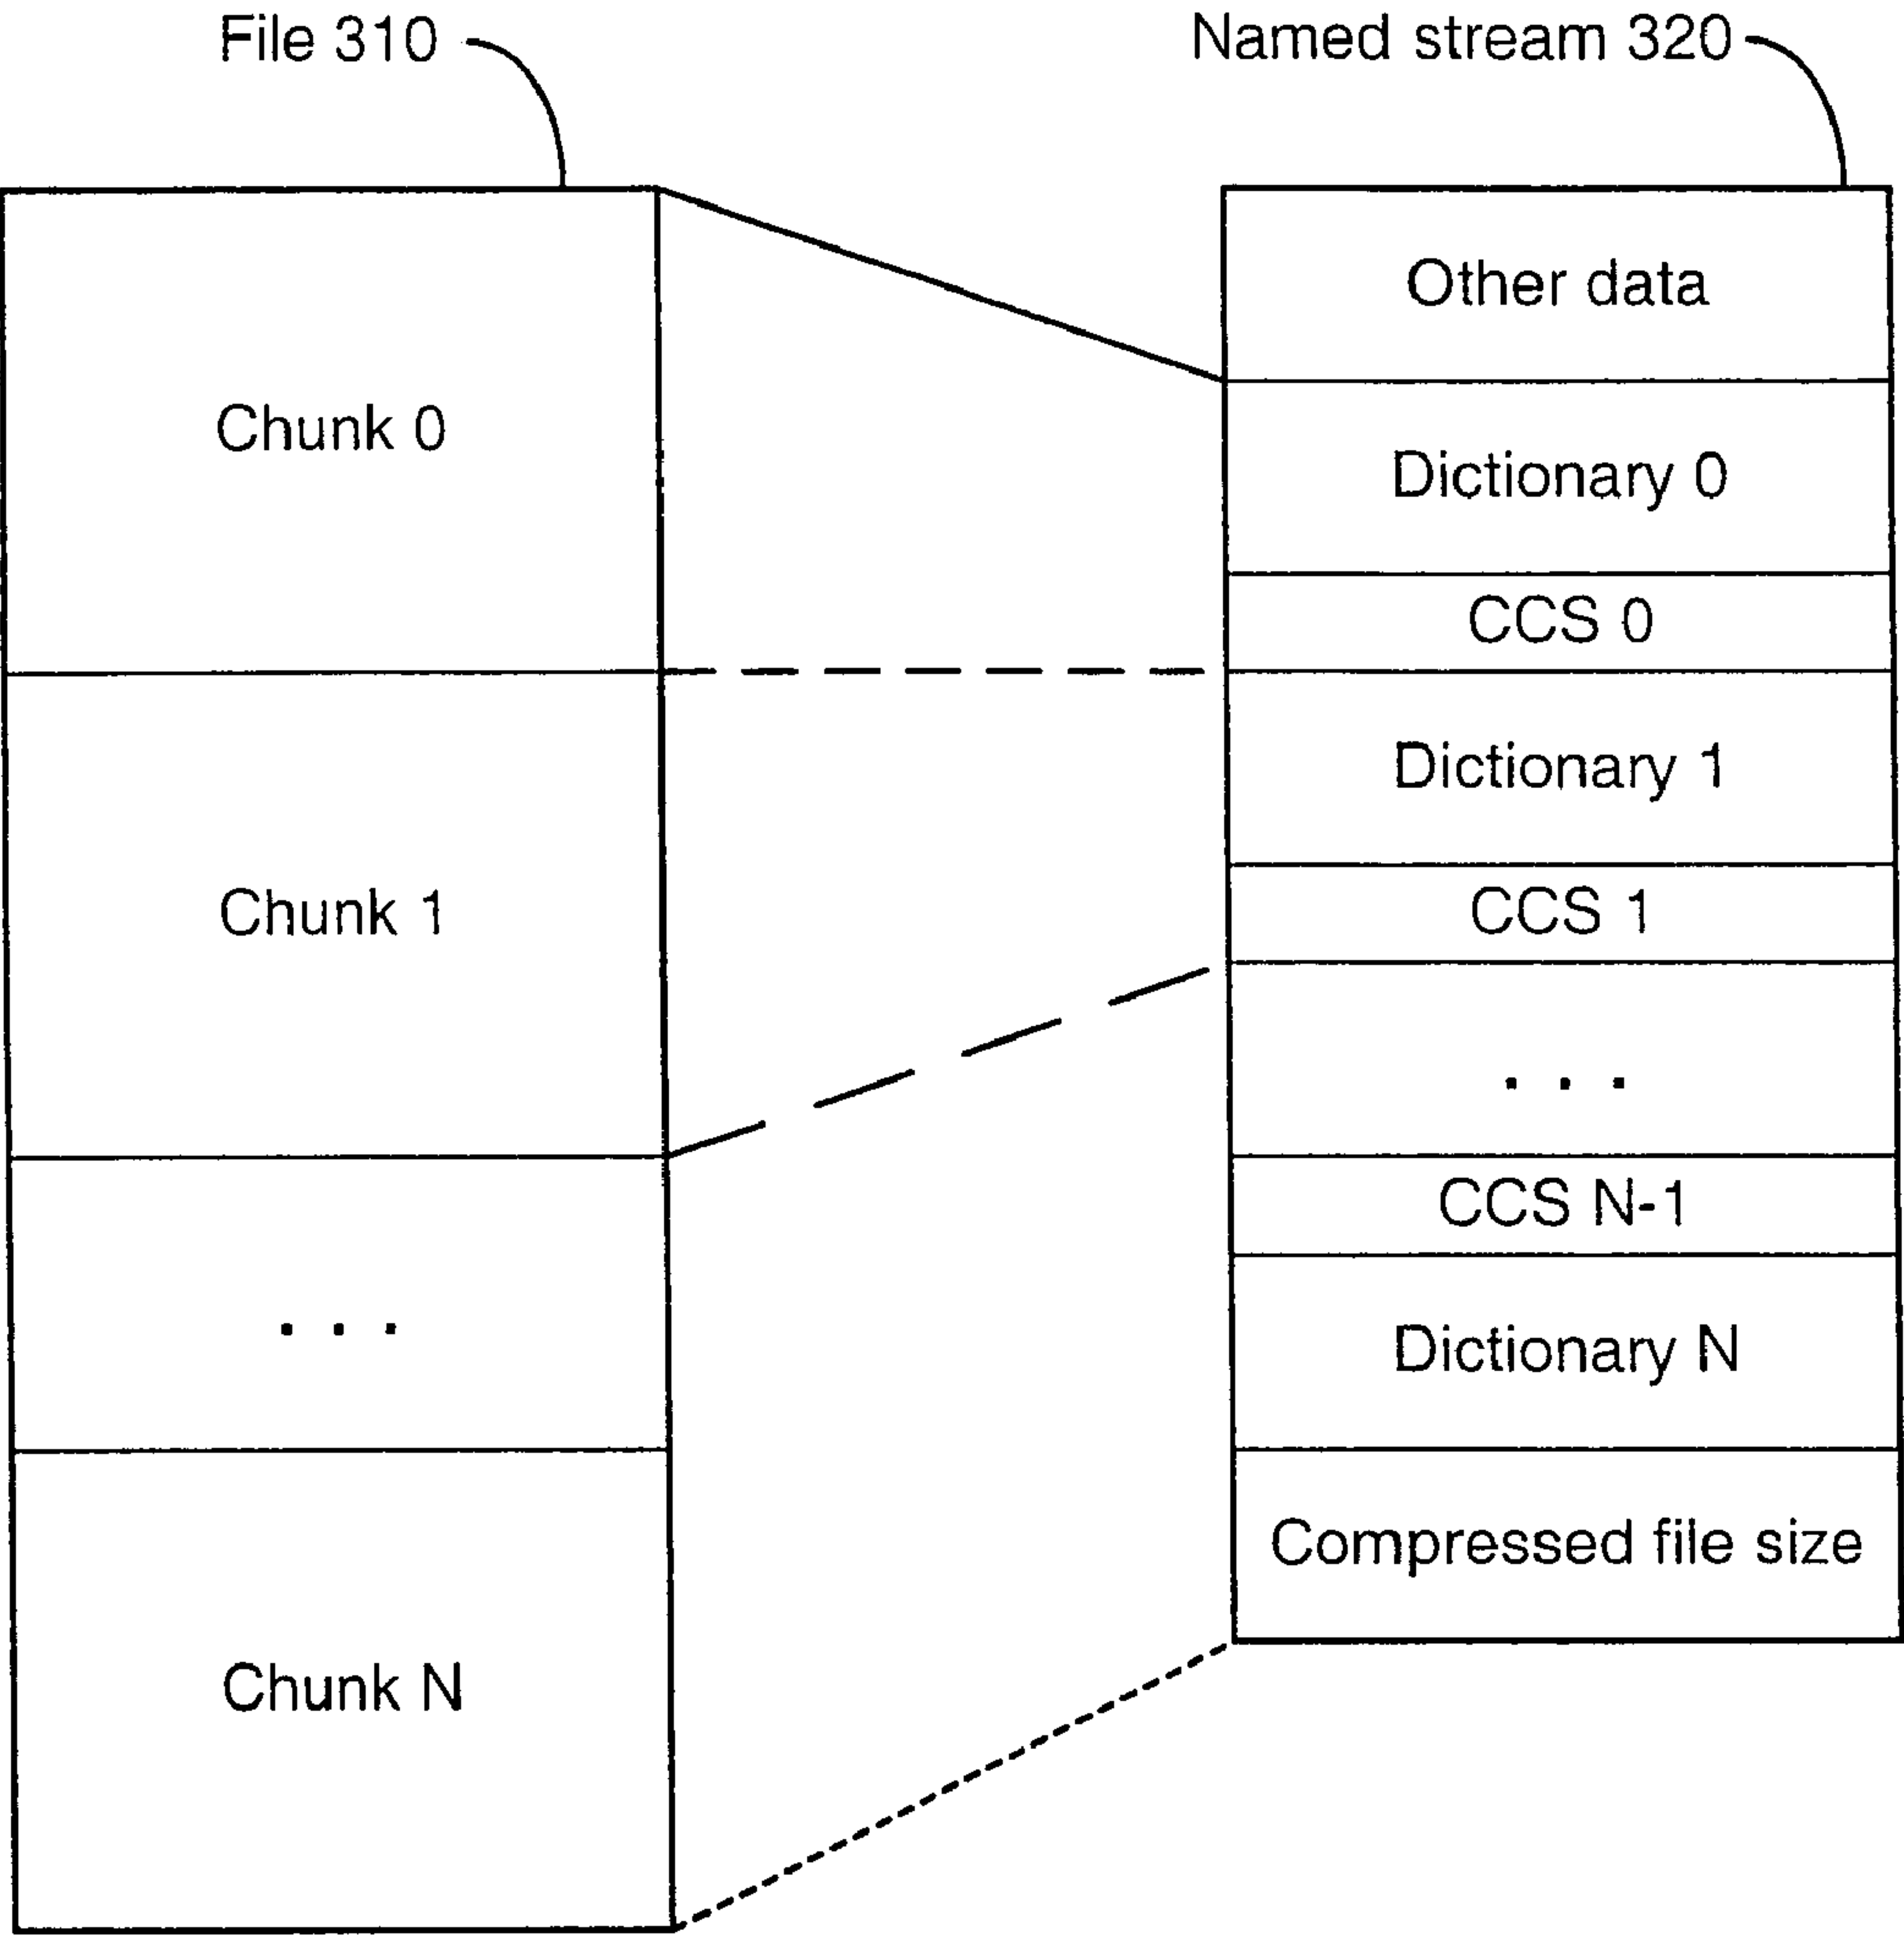 File 310
Named stream 320
Chunk 0
Chunk 1
. . .
Chunk N
Other data
Dictionary 0
CCS 0
Dictionary 1
CCS 1
. . .
CCS N-1
Dictionary N
Compressed file size